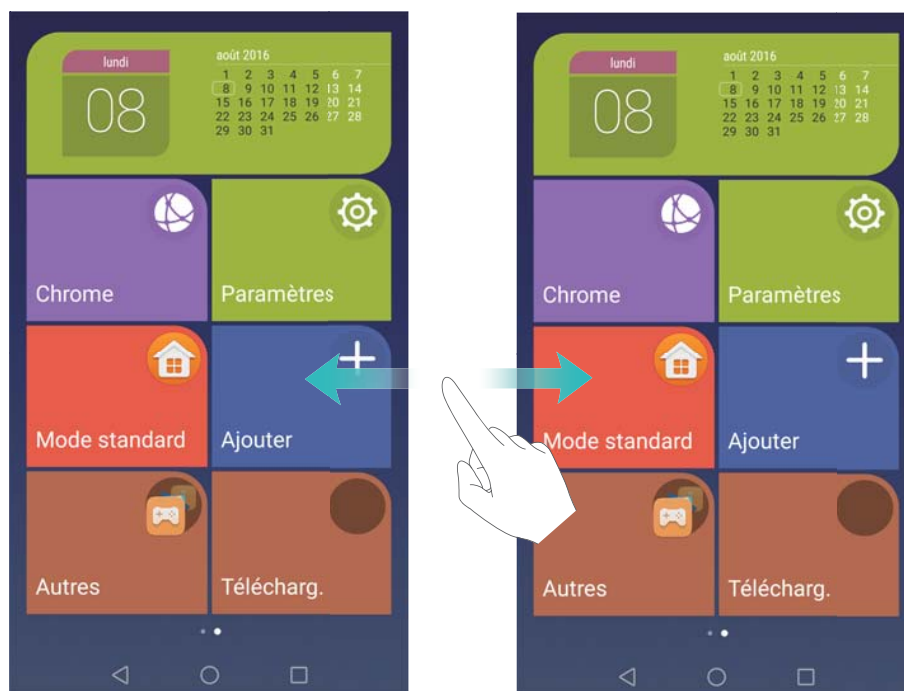 lundi
08
août 2016
1 2 3 4 5 6 7
8 9 10 11 12 13 14
15 16 17 18 19 20 21
22 23 24 25 26 27 28
29 30 31
Chrome
Paramètres
Mode standard
Ajouter
Autres
Télécharg.
lundi
08
août 2016
1 2 3 4 5 6 7
8 9 10 11 12 13 14
15 16 17 18 19 20 21
22 23 24 25 26 27 28
29 30 31
Chrome
Paramètres
Mode standard
Ajouter
Autres
Télécharg.